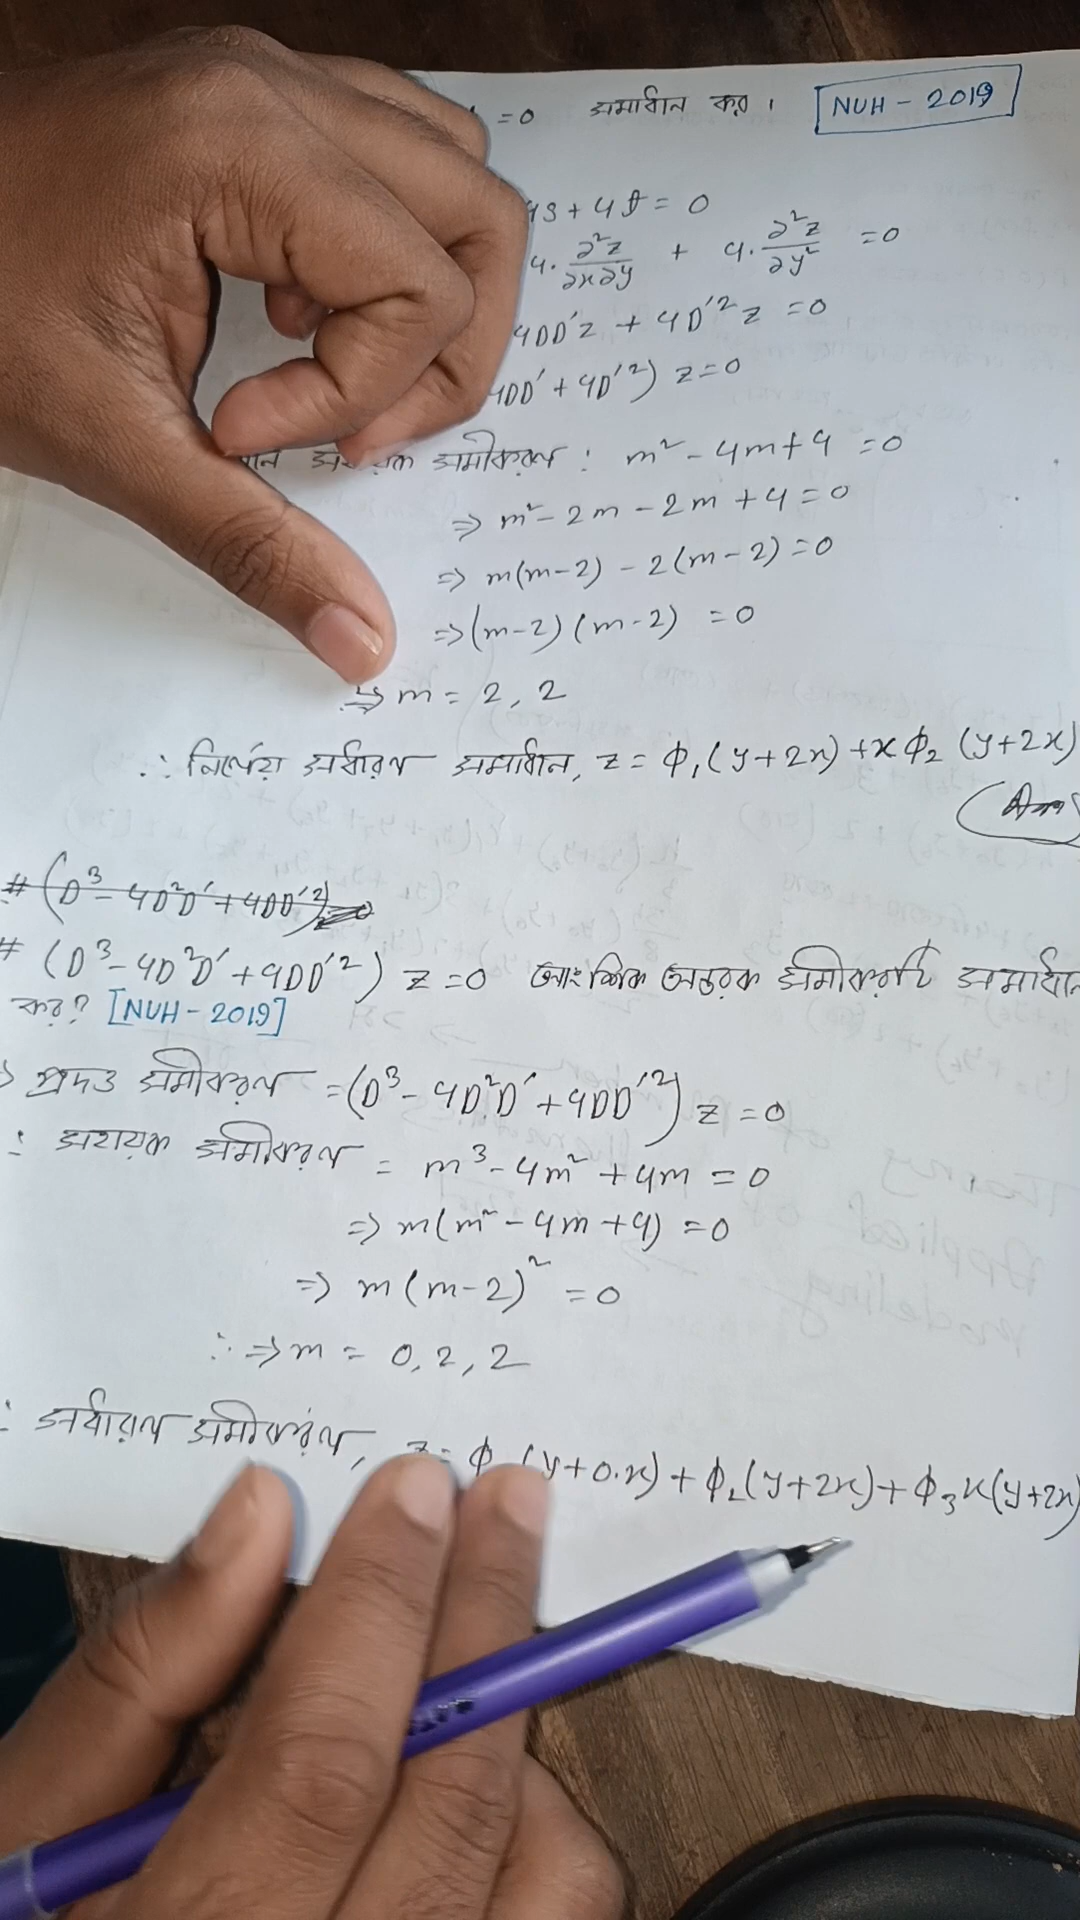 =0 সমাধান কর। [NUH - 2019]
4S + 4t = 0
4. ∂²z/∂x∂y + 4. ∂²z/∂y² = 0
4DD'z + 4D'²z = 0
4DD' + 4D'²) z = 0
সমীকরণ : m² - 4m + 4 = 0
⇒ m² - 2m - 2m + 4 = 0
⇒ m(m-2) - 2(m-2) = 0
⇒ (m-2)(m-2) = 0
⇒ m = 2, 2
∴ নির্ণেয় সাধারণ সমাধান, z = Φ₁(y+2x) + xΦ₂(y+2x)
(Ans)
# (D³ - 4D²D' + 4DD'²)z=0
# (D³ - 4D²D' + 4DD'²) z = 0 আংশিক অন্তরক সমীকরণটি সমাধান
কর? [NUH - 2019]
⇒ প্রদত্ত সমীকরণ = (D³ - 4D²D' + 4DD'²) z = 0
∴ সহায়ক সমীকরণ = m³ - 4m² + 4m = 0
⇒ m(m² - 4m + 4) = 0
⇒ m(m-2)² = 0
∴ ⇒ m = 0, 2, 2
∴ সাধারণ সমীকরণ, z = Φ (y+0.x) + Φ₂(y+2x) + Φ₃x(y+2x)